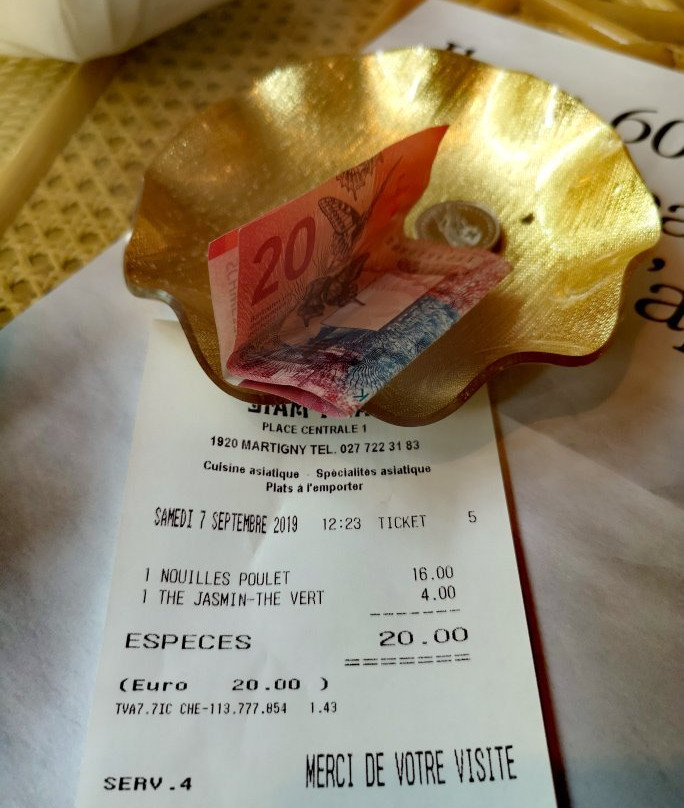 60
20
PLACE CENTRALE 1
1920 MARTIGNY TEL. 027 722 31 83
Cuisine asiatique - Spécialités asiatique
Plats à l'emporter
SAMEDI 7 SEPTEMBRE 2019 12:23 TICKET 5
1 NOUILLES POULET 16.00
1 THE JASMIN-THE VERT 4.00
ESPECES 20.00
(Euro 20.00 )
TVA7.7IC CHE-113.777.854 1.43
SERV.4 MERCI DE VOTRE VISITE